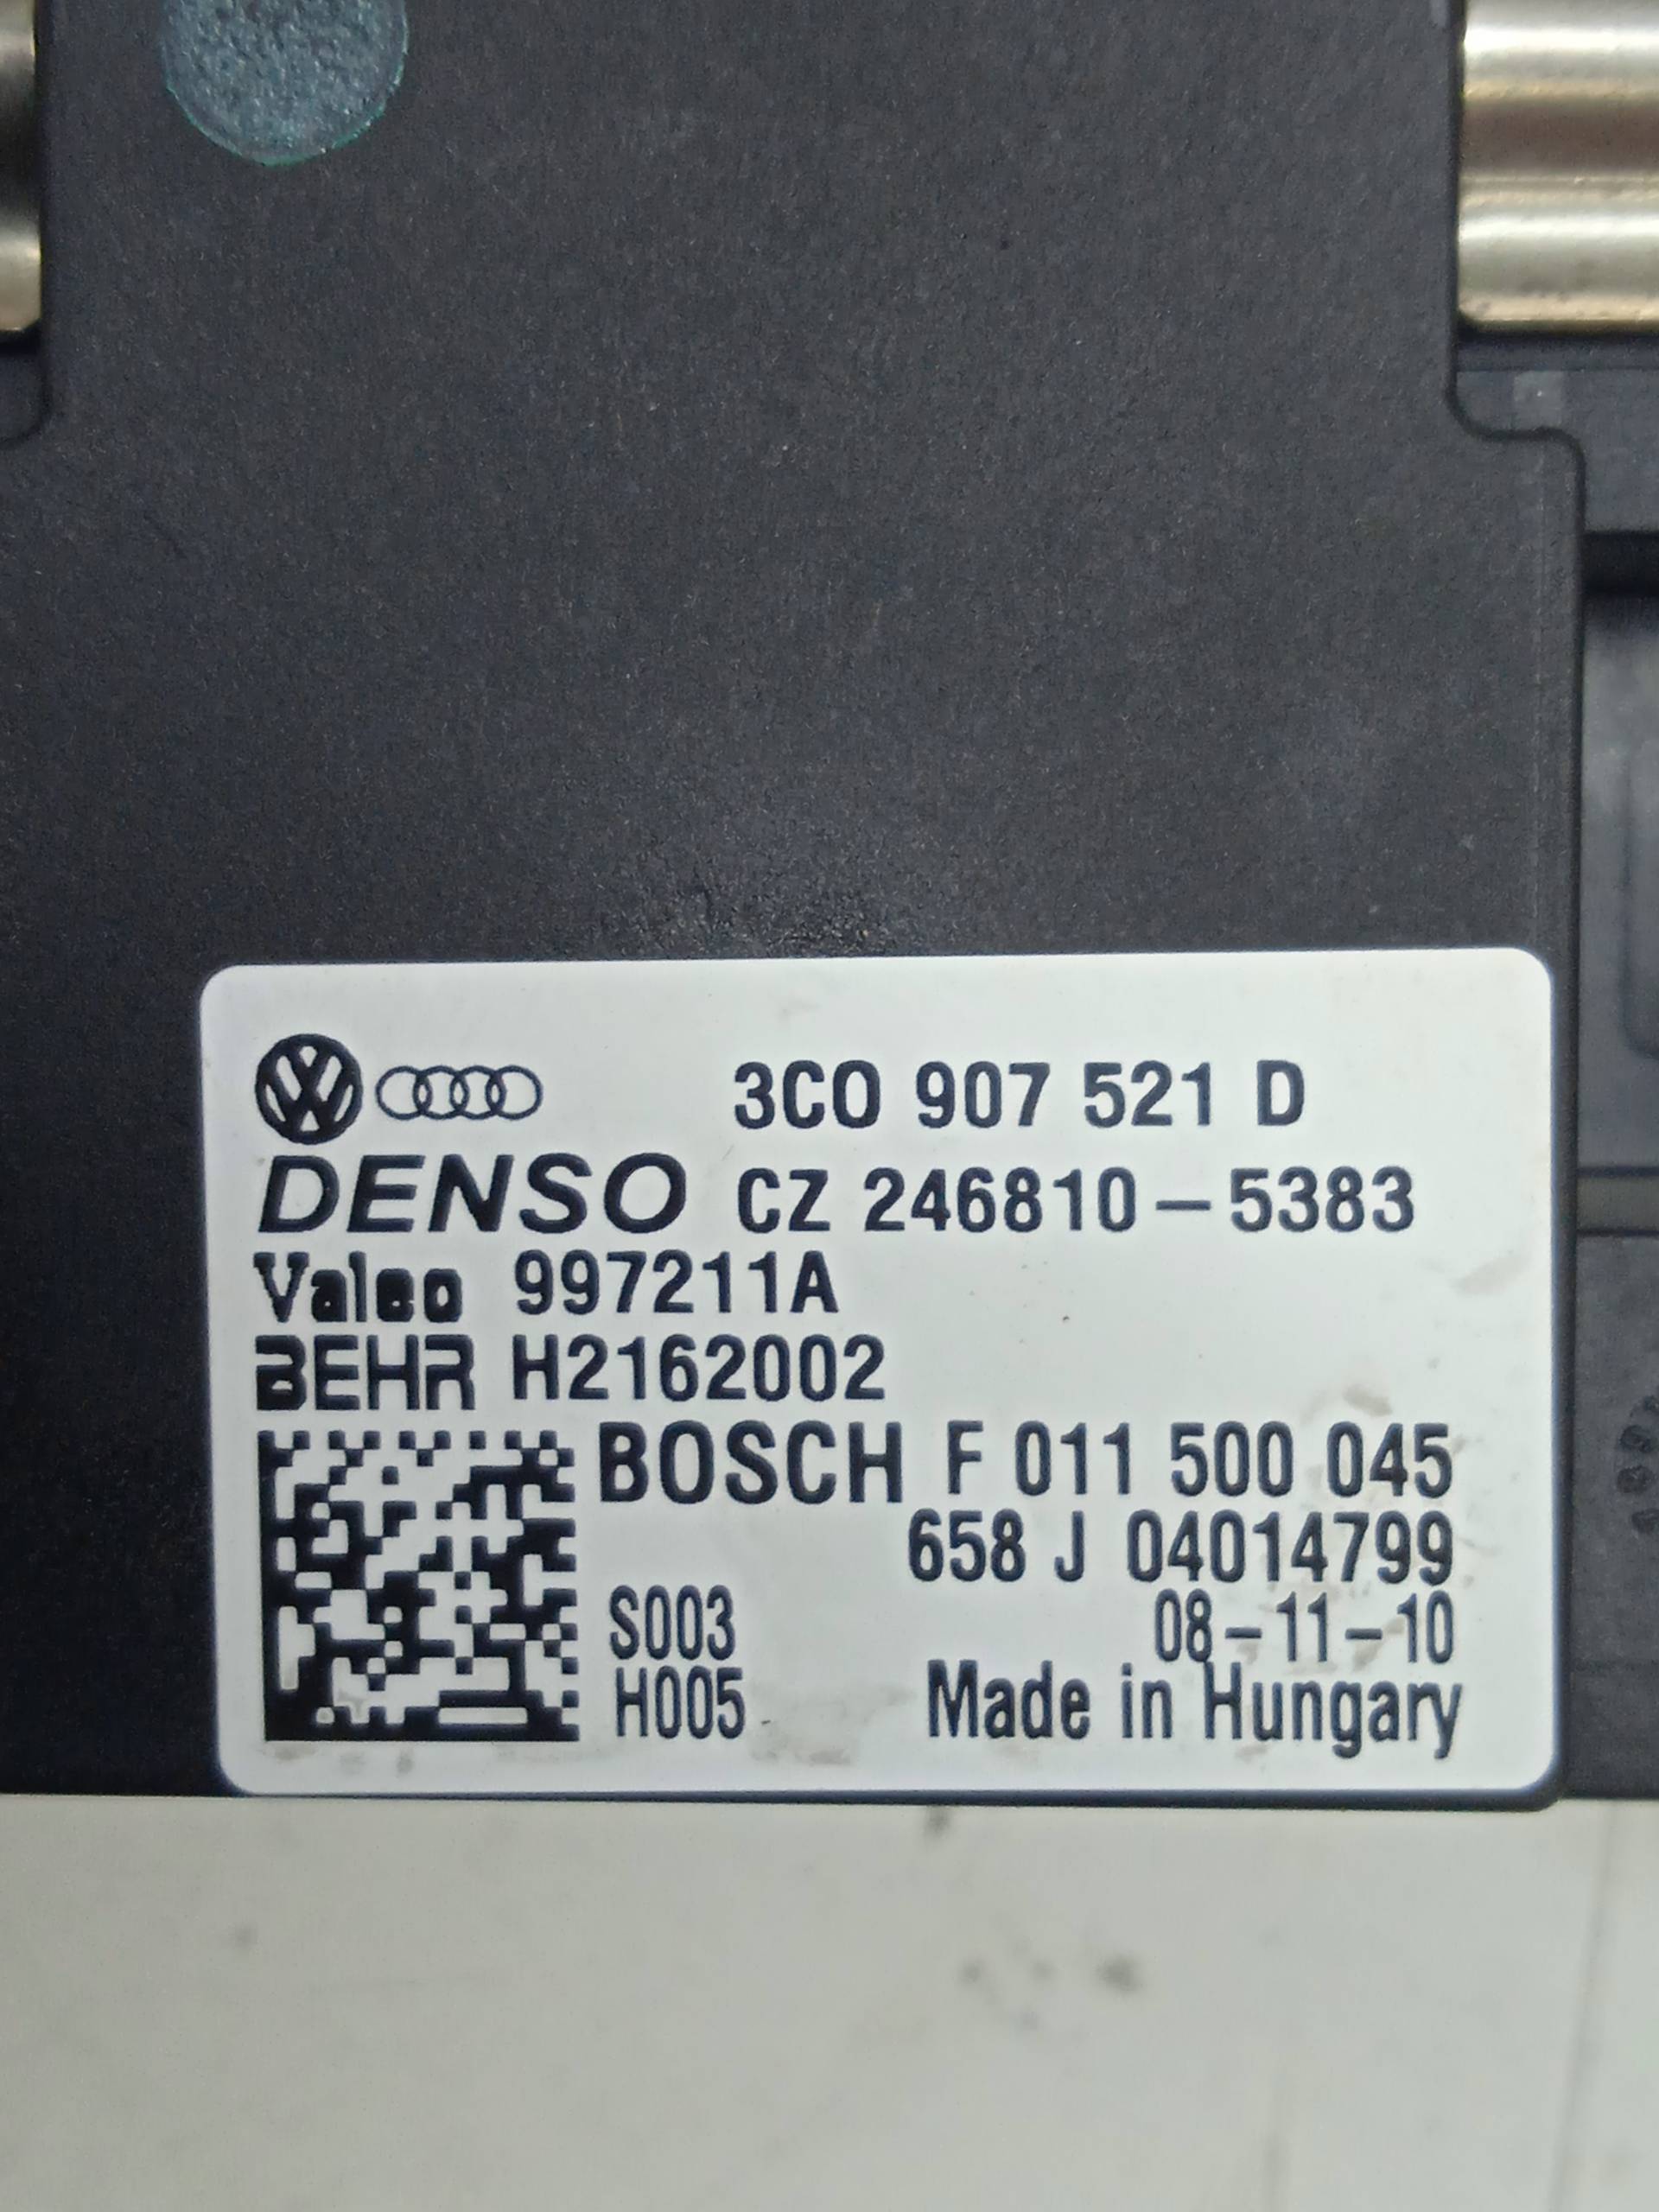 3C0 907 521 D
DENSO CZ 246810-5383
Valeo 997211A
BEHR H2162002
BOSCH F 011 500 045
658 J 04014799
S003 08-11-10
H005 Made in Hungary